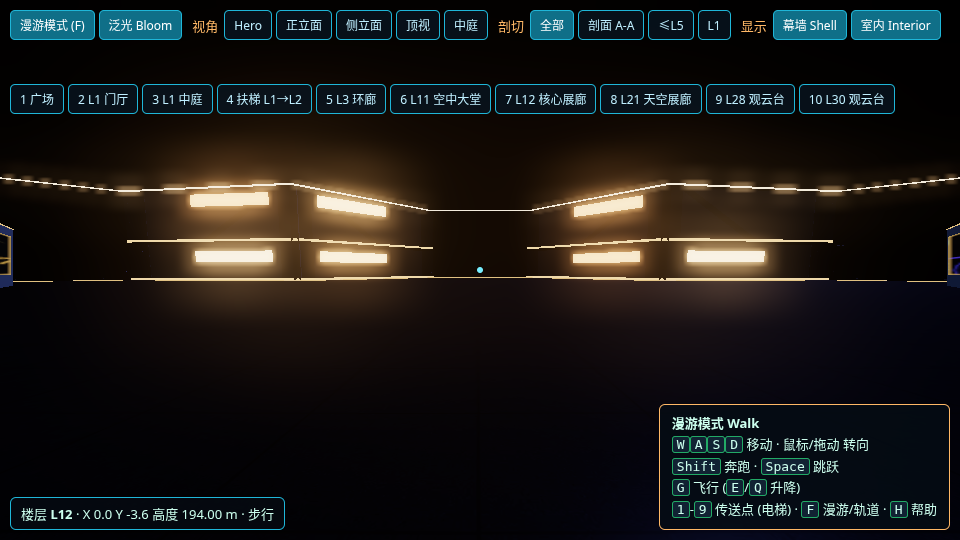 漫游模式 (F) 泛光 Bloom 视角 Hero 正立面 侧立面 顶视 中庭 剖切 全部 剖面 A-A ≤L5 L1 显示 幕墙 Shell 室内 Interior
1 广场 2 L1 门厅 3 L1 中庭 4 扶梯 L1→L2 5 L3 环廊 6 L11 空中大堂 7 L12 核心展廊 8 L21 天空展廊 9 L28 观云台 10 L30 观云台
漫游模式 Walk
W A S D 移动 · 鼠标/拖动 转向
Shift 奔跑 · Space 跳跃
G 飞行 (E/Q 升降)
1-9 传送点 (电梯) · F 漫游/轨道 · H 帮助
楼层 L12 · X 0.0 Y -3.6 高度 194.00 m · 步行